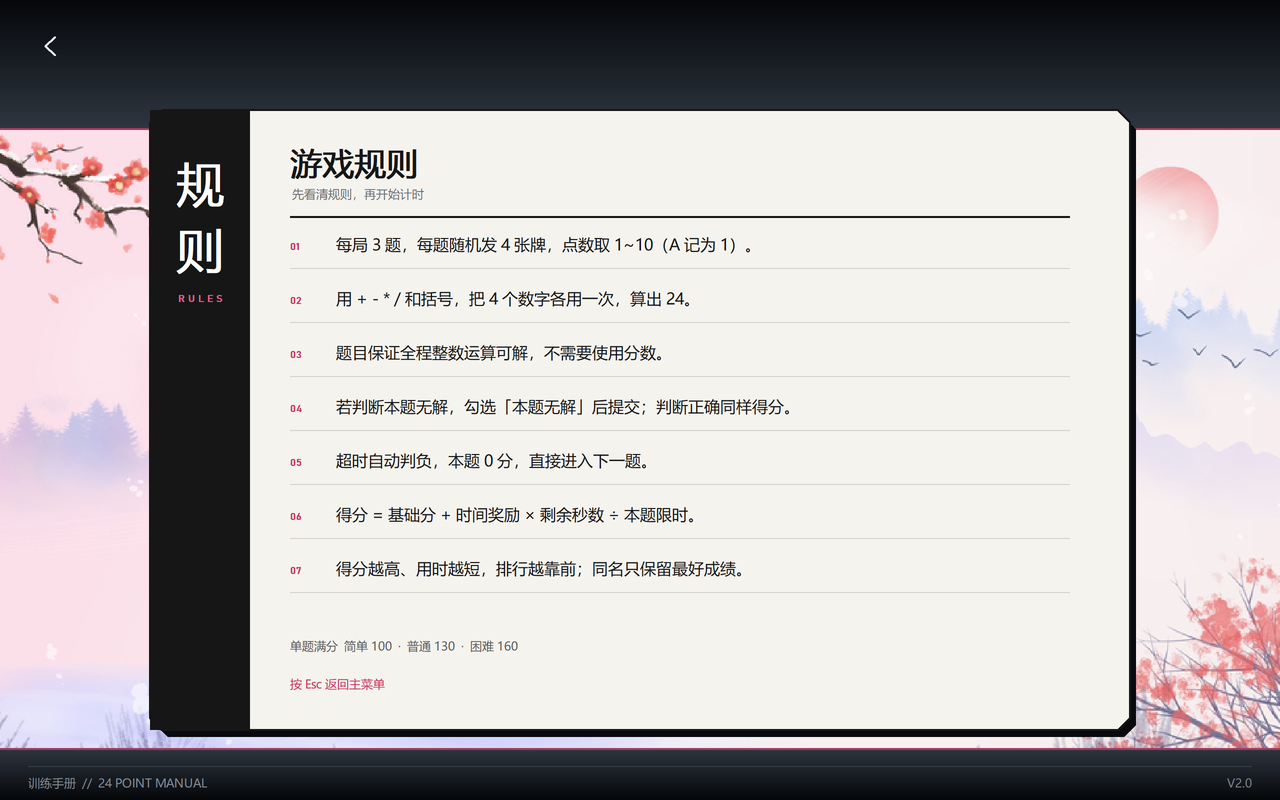 规
则
RULES
游戏规则
先看清规则，再开始计时
01 每局 3 题，每题随机发 4 张牌，点数取 1~10（A 记为 1）。
02 用 + - * / 和括号，把 4 个数字各用一次，算出 24。
03 题目保证全程整数运算可解，不需要使用分数。
04 若判断本题无解，勾选「本题无解」后提交；判断正确同样得分。
05 超时自动判负，本题 0 分，直接进入下一题。
06 得分 = 基础分 + 时间奖励 × 剩余秒数 ÷ 本题限时。
07 得分越高、用时越短，排行越靠前；同名只保留最好成绩。
单题满分 简单 100 · 普通 130 · 困难 160
按 Esc 返回主菜单
训练手册 // 24 POINT MANUAL
V2.0